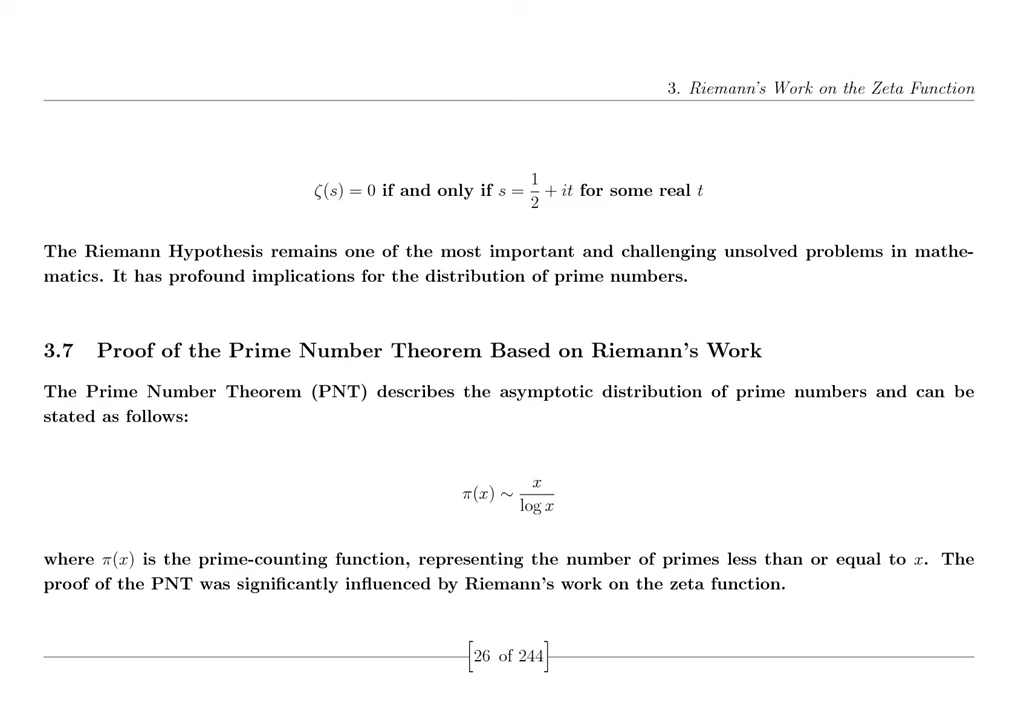 3. Riemann's Work on the Zeta Function
ζ(s) = 0 if and only if s = 1/2 + it for some real t
The Riemann Hypothesis remains one of the most important and challenging unsolved problems in mathe-
matics. It has profound implications for the distribution of prime numbers.
3.7 Proof of the Prime Number Theorem Based on Riemann's Work
The Prime Number Theorem (PNT) describes the asymptotic distribution of prime numbers and can be
stated as follows:
π(x) ∼ x/log x
where π(x) is the prime-counting function, representing the number of primes less than or equal to x. The
proof of the PNT was significantly influenced by Riemann's work on the zeta function.
[26 of 244]